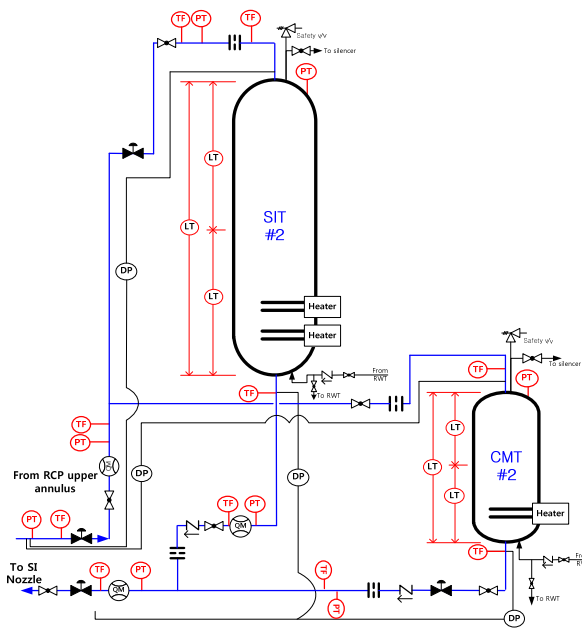 TF
PT
TF
Safety v/v
To silencer
PT
LT
LT
SIT
#2
DP
LT
Heater
Heater
Safety v/v
From
RWT
To silencer
TF
PT
To RWT
TF
TF
LT
PT
CMT
#2
LT
From RCP upper
annulus
QM
DP
DP
LT
Heater
PT
TF
TF
PT
QM
TF
To SI
Nozzle
TF
PT
TF
QM
PT
To RWT
DP